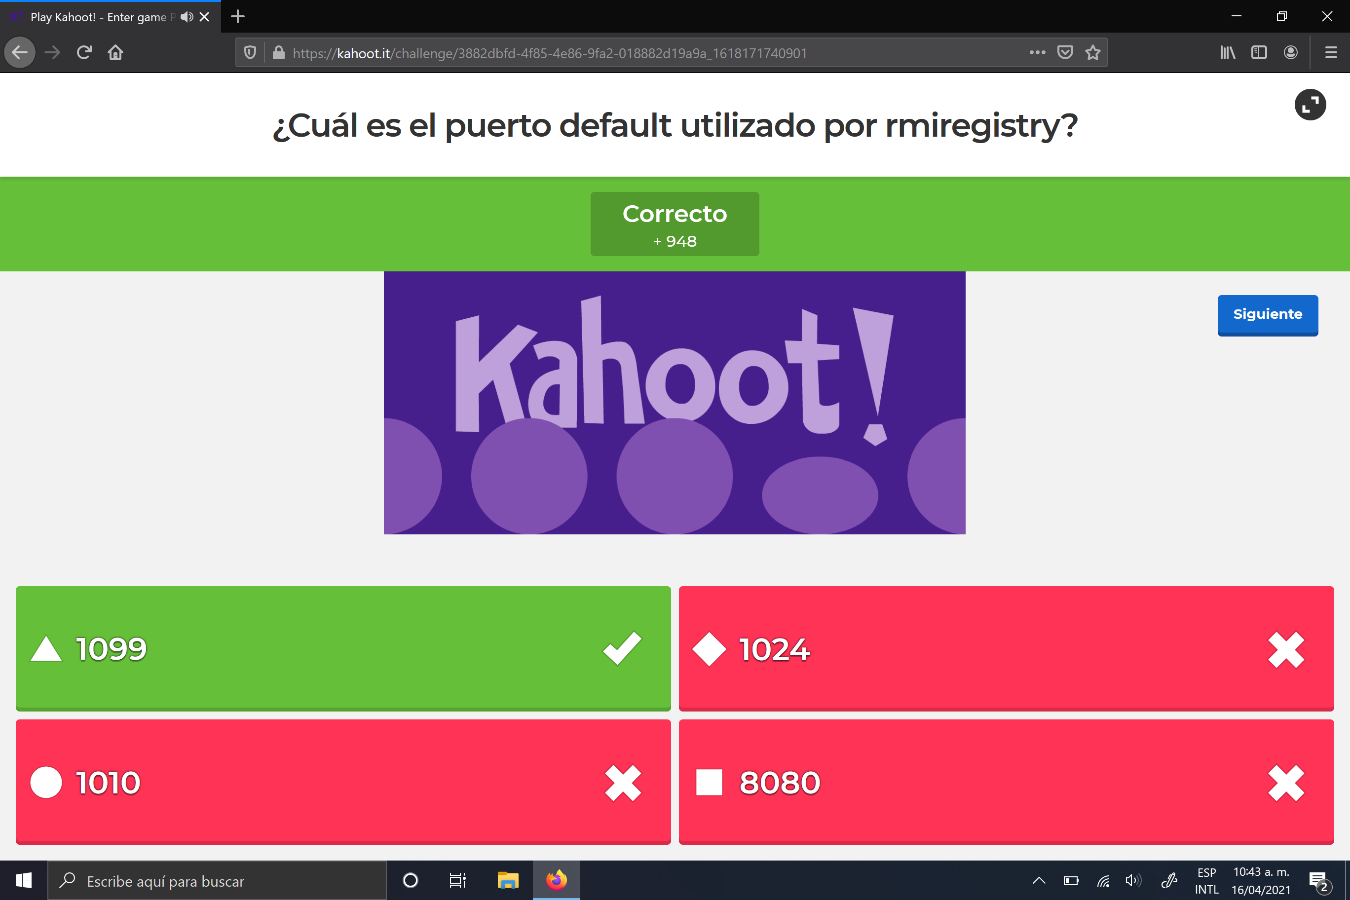 Play Kahoot! - Enter game P
https://kahoot.it/challenge/3882dbfd-4f85-4e86-9fa2-018882d19a9a_1618171740901
¿Cuál es el puerto default utilizado por rmiregistry?
Correcto
+ 948
Kahoot!
Siguiente
1099
1024
1010
8080
Escribe aquí para buscar
ESP
INTL
10:43 a. m.
16/04/2021
2